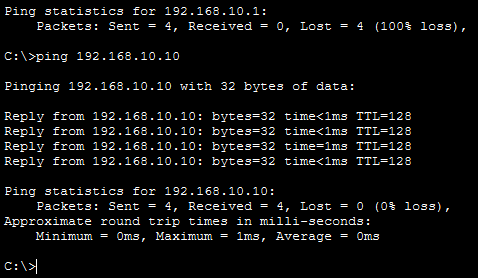 Ping statistics for 192.168.10.1:
    Packets: Sent = 4, Received = 0, Lost = 4 (100% loss),
C:\>ping 192.168.10.10
Pinging 192.168.10.10 with 32 bytes of data:
Reply from 192.168.10.10: bytes=32 time<1ms TTL=128
Reply from 192.168.10.10: bytes=32 time<1ms TTL=128
Reply from 192.168.10.10: bytes=32 time=1ms TTL=128
Reply from 192.168.10.10: bytes=32 time<1ms TTL=128
Ping statistics for 192.168.10.10:
    Packets: Sent = 4, Received = 4, Lost = 0 (0% loss),
Approximate round trip times in milli-seconds:
    Minimum = 0ms, Maximum = 1ms, Average = 0ms
C:\>